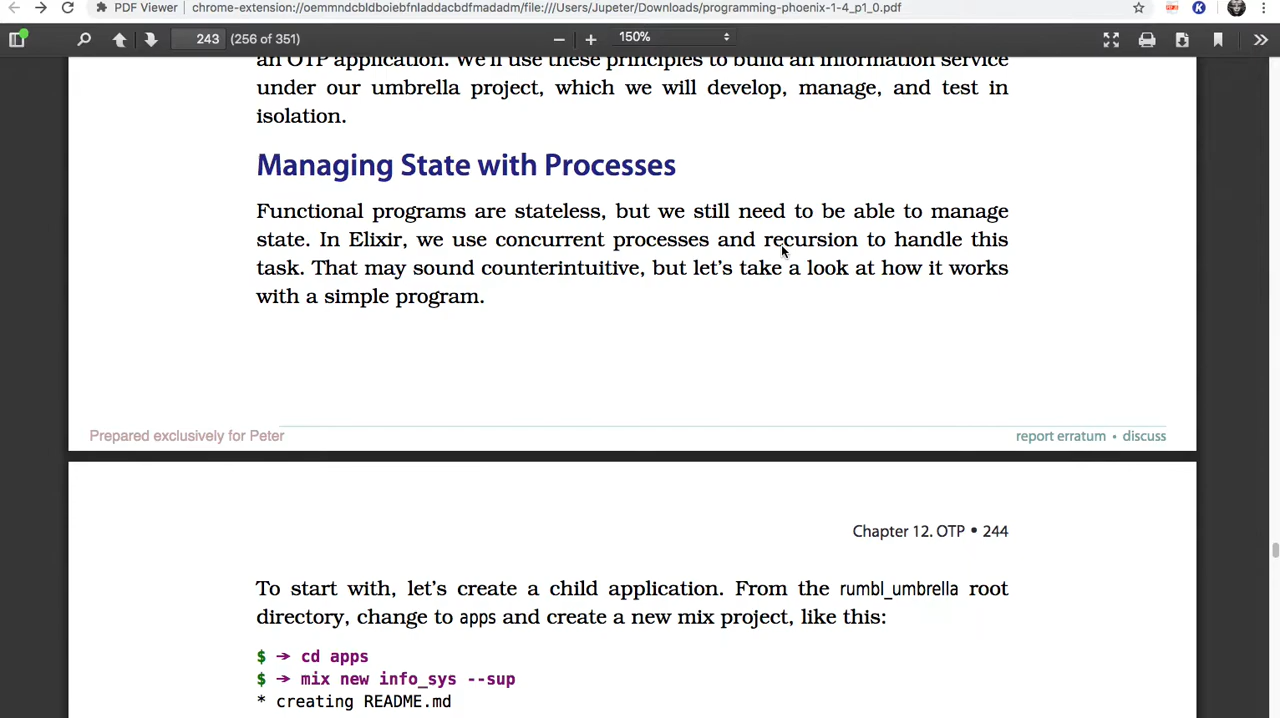 PDF Viewer chrome-extension://oemmndcbldboiebfnladdacbdfmadadm/file:///Users/Jupeter/Downloads/programming-phoenix-1-4_p1_0.pdf
243 (256 of 351) 150%
an OTP application. We'll use these principles to build an information service
under our umbrella project, which we will develop, manage, and test in
isolation.
Managing State with Processes
Functional programs are stateless, but we still need to be able to manage
state. In Elixir, we use concurrent processes and recursion to handle this
task. That may sound counterintuitive, but let's take a look at how it works
with a simple program.
Prepared exclusively for Peter report erratum • discuss
Chapter 12. OTP • 244
To start with, let's create a child application. From the rumbl_umbrella root
directory, change to apps and create a new mix project, like this:
$ → cd apps
$ → mix new info_sys --sup
* creating README.md